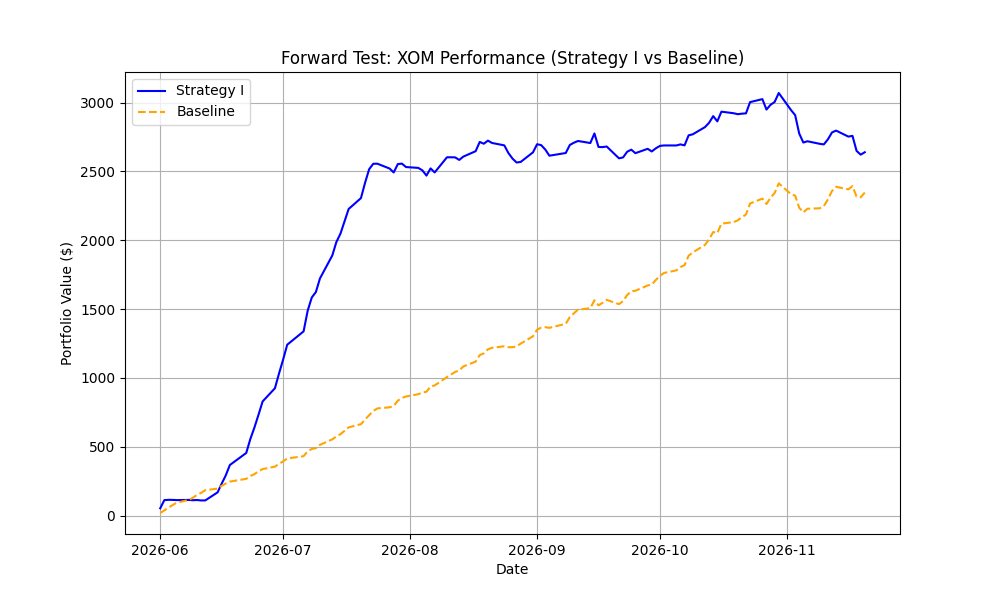 Forward Test: XOM Performance (Strategy I vs Baseline)
Strategy I
Baseline
Portfolio Value ($)
3000
2500
2000
1500
1000
500
0
2026-06
2026-07
2026-08
2026-09
2026-10
2026-11
Date